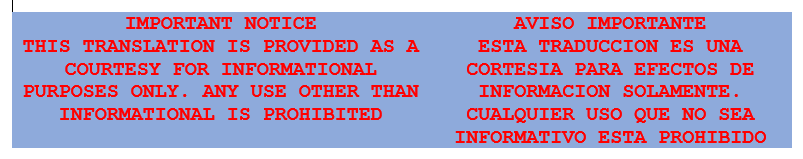 IMPORTANT NOTICE
THIS TRANSLATION IS PROVIDED AS A
COURTESY FOR INFORMATIONAL
PURPOSES ONLY. ANY USE OTHER THAN
INFORMATIONAL IS PROHIBITED
AVISO IMPORTANTE
ESTA TRADUCCION ES UNA
CORTESIA PARA EFECTOS DE
INFORMACION SOLAMENTE.
CUALQUIER USO QUE NO SEA
INFORMATIVO ESTA PROHIBIDO